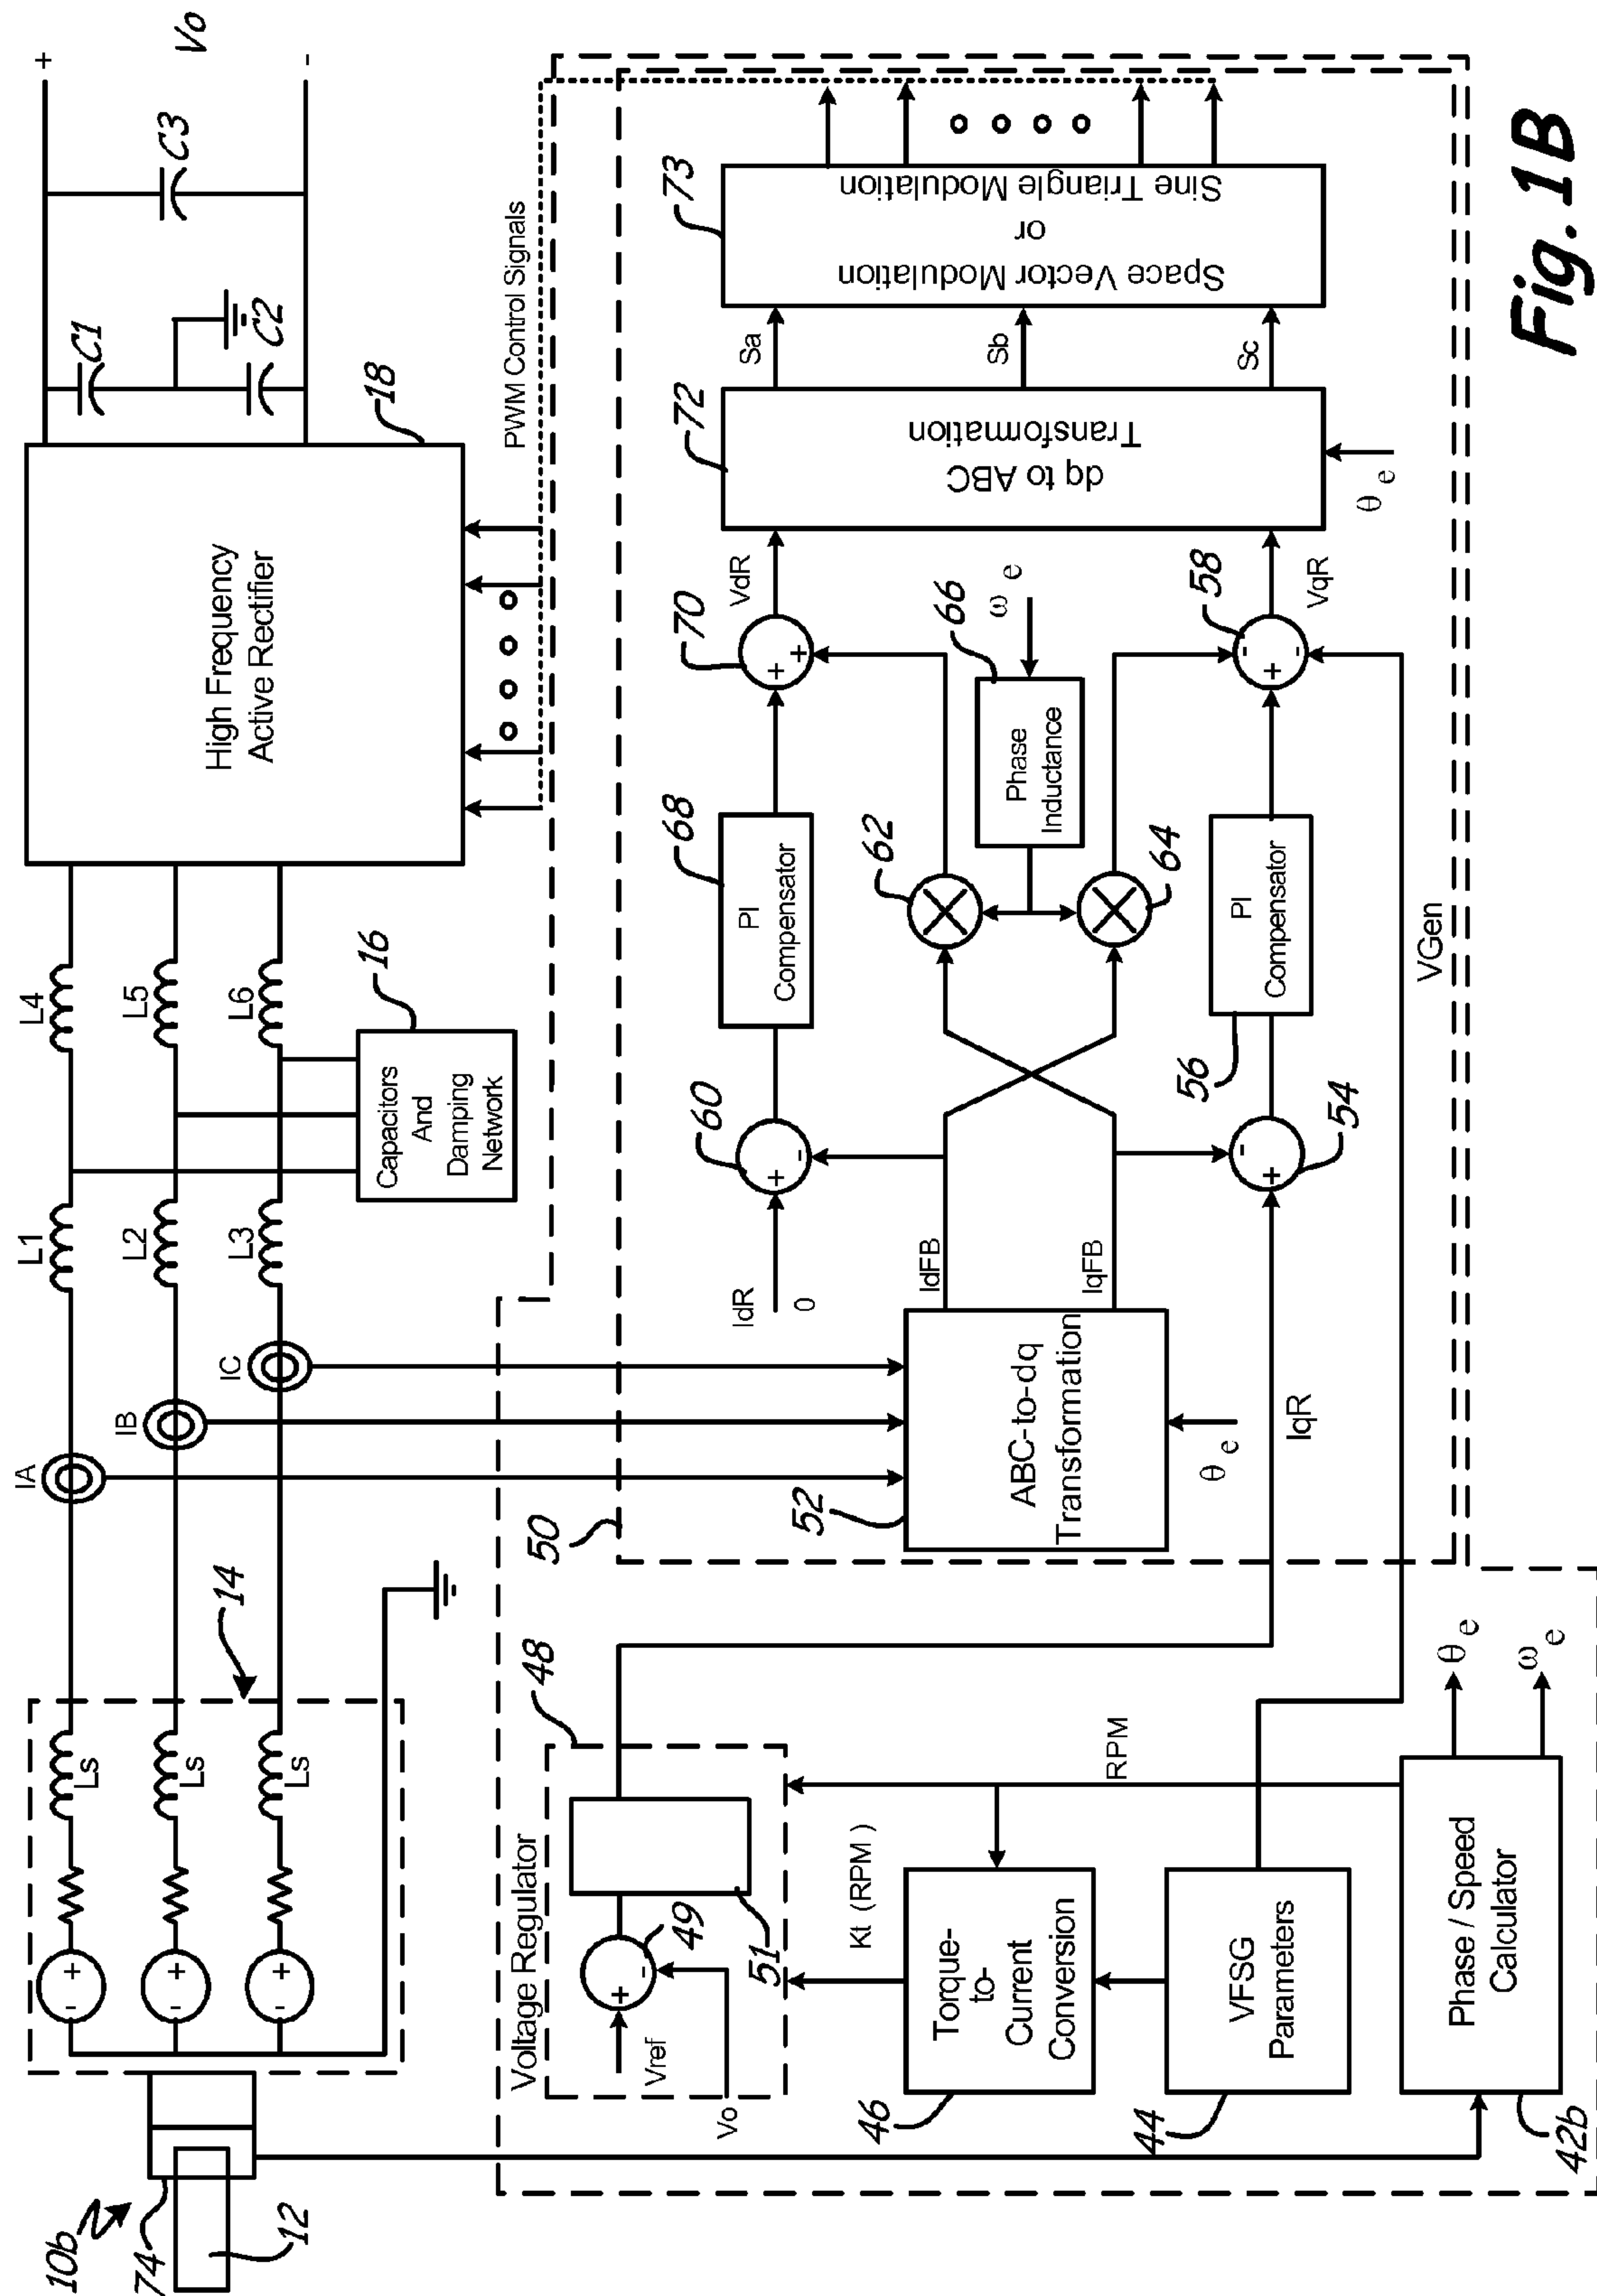 10b
74
12
14
Ls
Ls
Ls
+
-
+
-
+
-
IA
IB
IC
L1
L2
L3
L4
L5
L6
Capacitors
And
Damping
Network
16
High Frequency
Active Rectifier
18
C1
C2
C3
+
Vo
-
PWM Control Signals
Voltage Regulator
48
Vref
+
-
49
51
Vo
Kt (RPM )
RPM
Torque-
to-
Current
Conversion
46
VFSG
Parameters
44
Phase / Speed
Calculator
42b
θ e
ω e
50
52
ABC-to-dq
Transformation
θ e
IqR
VGen
IdR
0
IdFB
IqFB
60
+
-
54
+
-
PI
Compensator
68
PI
Compensator
56
62
64
Phase
Inductance
66
ω e
70
+
+
58
-
+
-
VdR
VqR
dq to ABC
Transformation
72
θ e
Sa
Sb
Sc
Space Vector Modulation
or
Sine Triangle Modulation
73
Fig. 1B